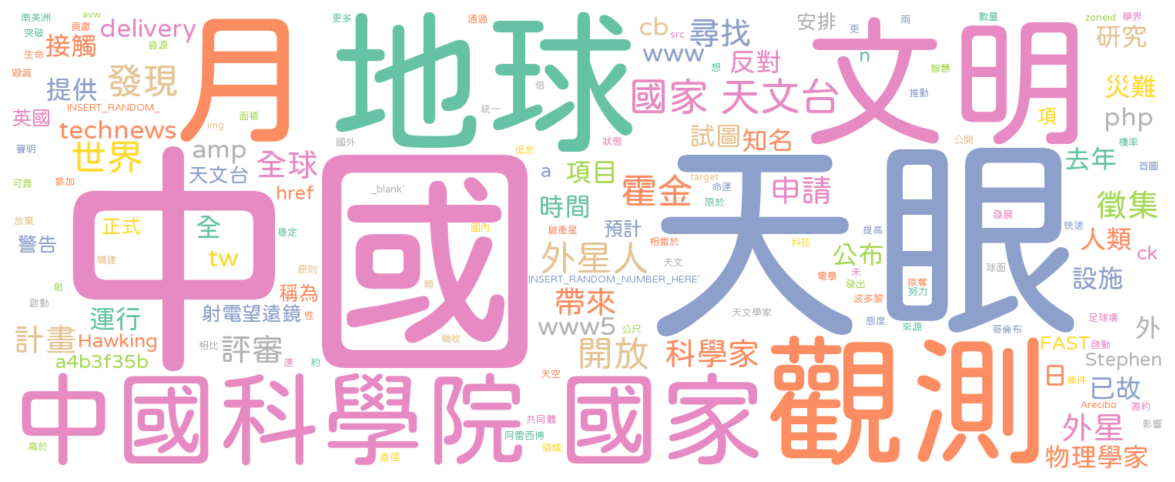 南美洲 avw 更多 通過 cb src 尋找 安排 更 兩 數量 zoneid 學界
突破 貢獻 delivery 月 地球 www 文明 研究
生命 接觸 資源 想 反對 n 智慧
毀滅 提供 發現 國家 天文台 推動 災難
INSERT_RANDOM_ 倍 項 php
英國 technews 面積 img 統一 試圖 知名 公開 機率
聲明 世界 amp 國外 低於 狀態 去年 首圖
可靠 參加 天文台 全球 _blank' a 項目 target 申請
href 霍金 命運 徵集
放棄 正式 全 穩定 中國 國內 時間 限於 天眼 發展 快速
警告 構建 tw 脈衝星 預計 相當於 科技 提高 人類
原則 外星人 天文 公布 球面 ck
射 啟動 稱為 顆 INSERT_RANDOM_NUMBER_HERE' 電暴 未 發出 掠奪 設施
運行 射電望遠鏡 性 帶來 波多黎 努力
計畫 Hawking 驗收 www5 公尺 天文學家 態度 來源 哥倫布 足球場 外
a4b3f35b 相比 評審 達 約 開放 科學家 觀測 FAST 啓動 Stephen
中國科學院 國家 天空 日 條件 已故
共同體 Arecibo 邀約
高於 直徑 阿雷西博 領域 外星 影響
物理學家